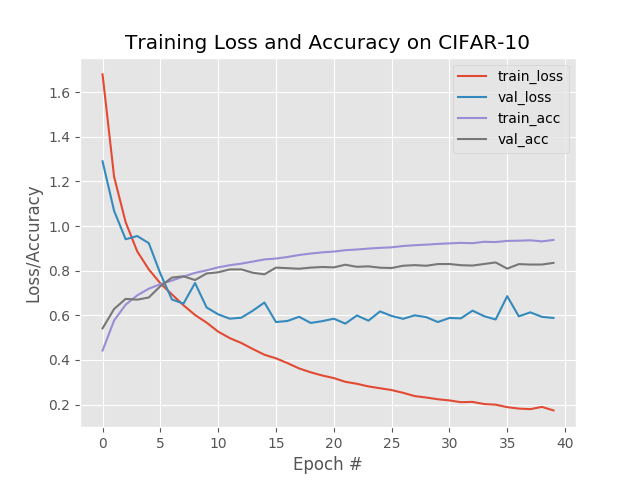 Training Loss and Accuracy on CIFAR-10
train_loss
val_loss
train_acc
val_acc
1.6
1.4
1.2
1.0
0.8
0.6
0.4
0.2
Loss/Accuracy
0 5 10 15 20 25 30 35 40
Epoch #